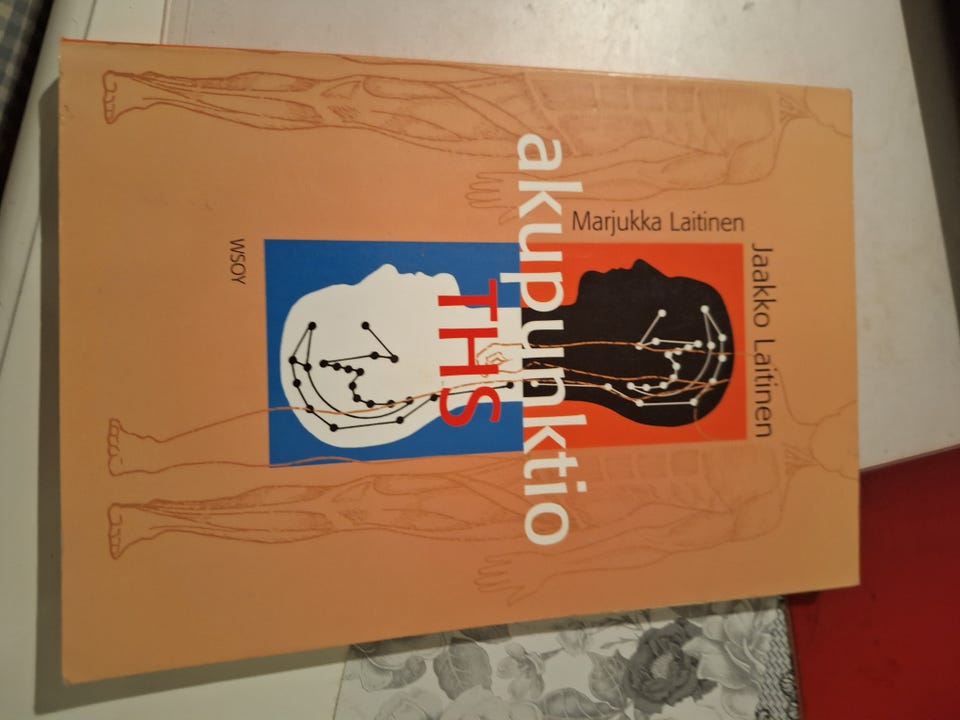 Jaakko Laitinen
Marjukka Laitinen
akupunktio
THS
WSOY